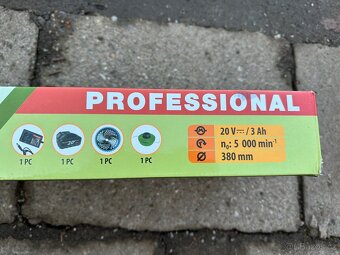 PROFESSIONAL
1 PC
1 PC
1 PC
1 PC
20 V⎓ / 3 Ah
n₀: 5 000 min⁻¹
380 mm